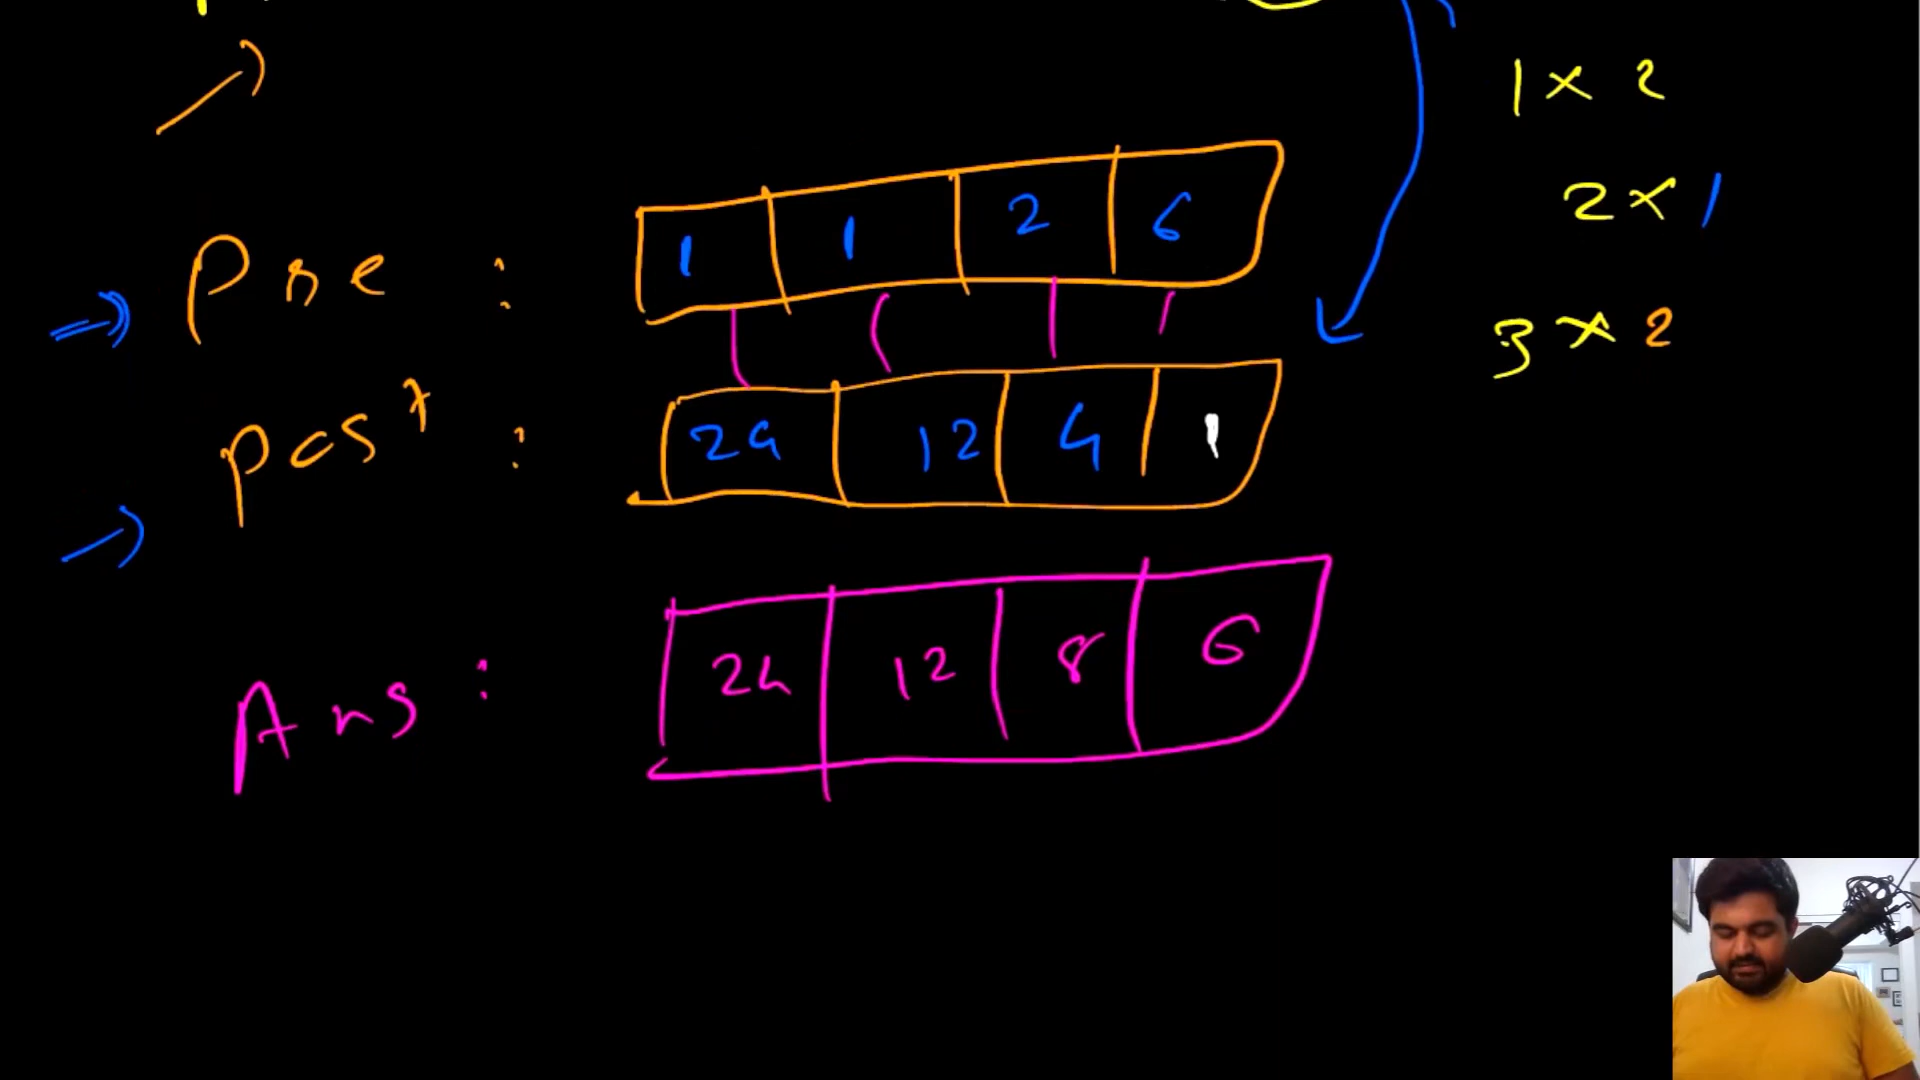 1 x 2
2 x 1
Pre : 1 1 2 6
3 x 2
post : 24 12 4 1
Ans : 24 12 8 6